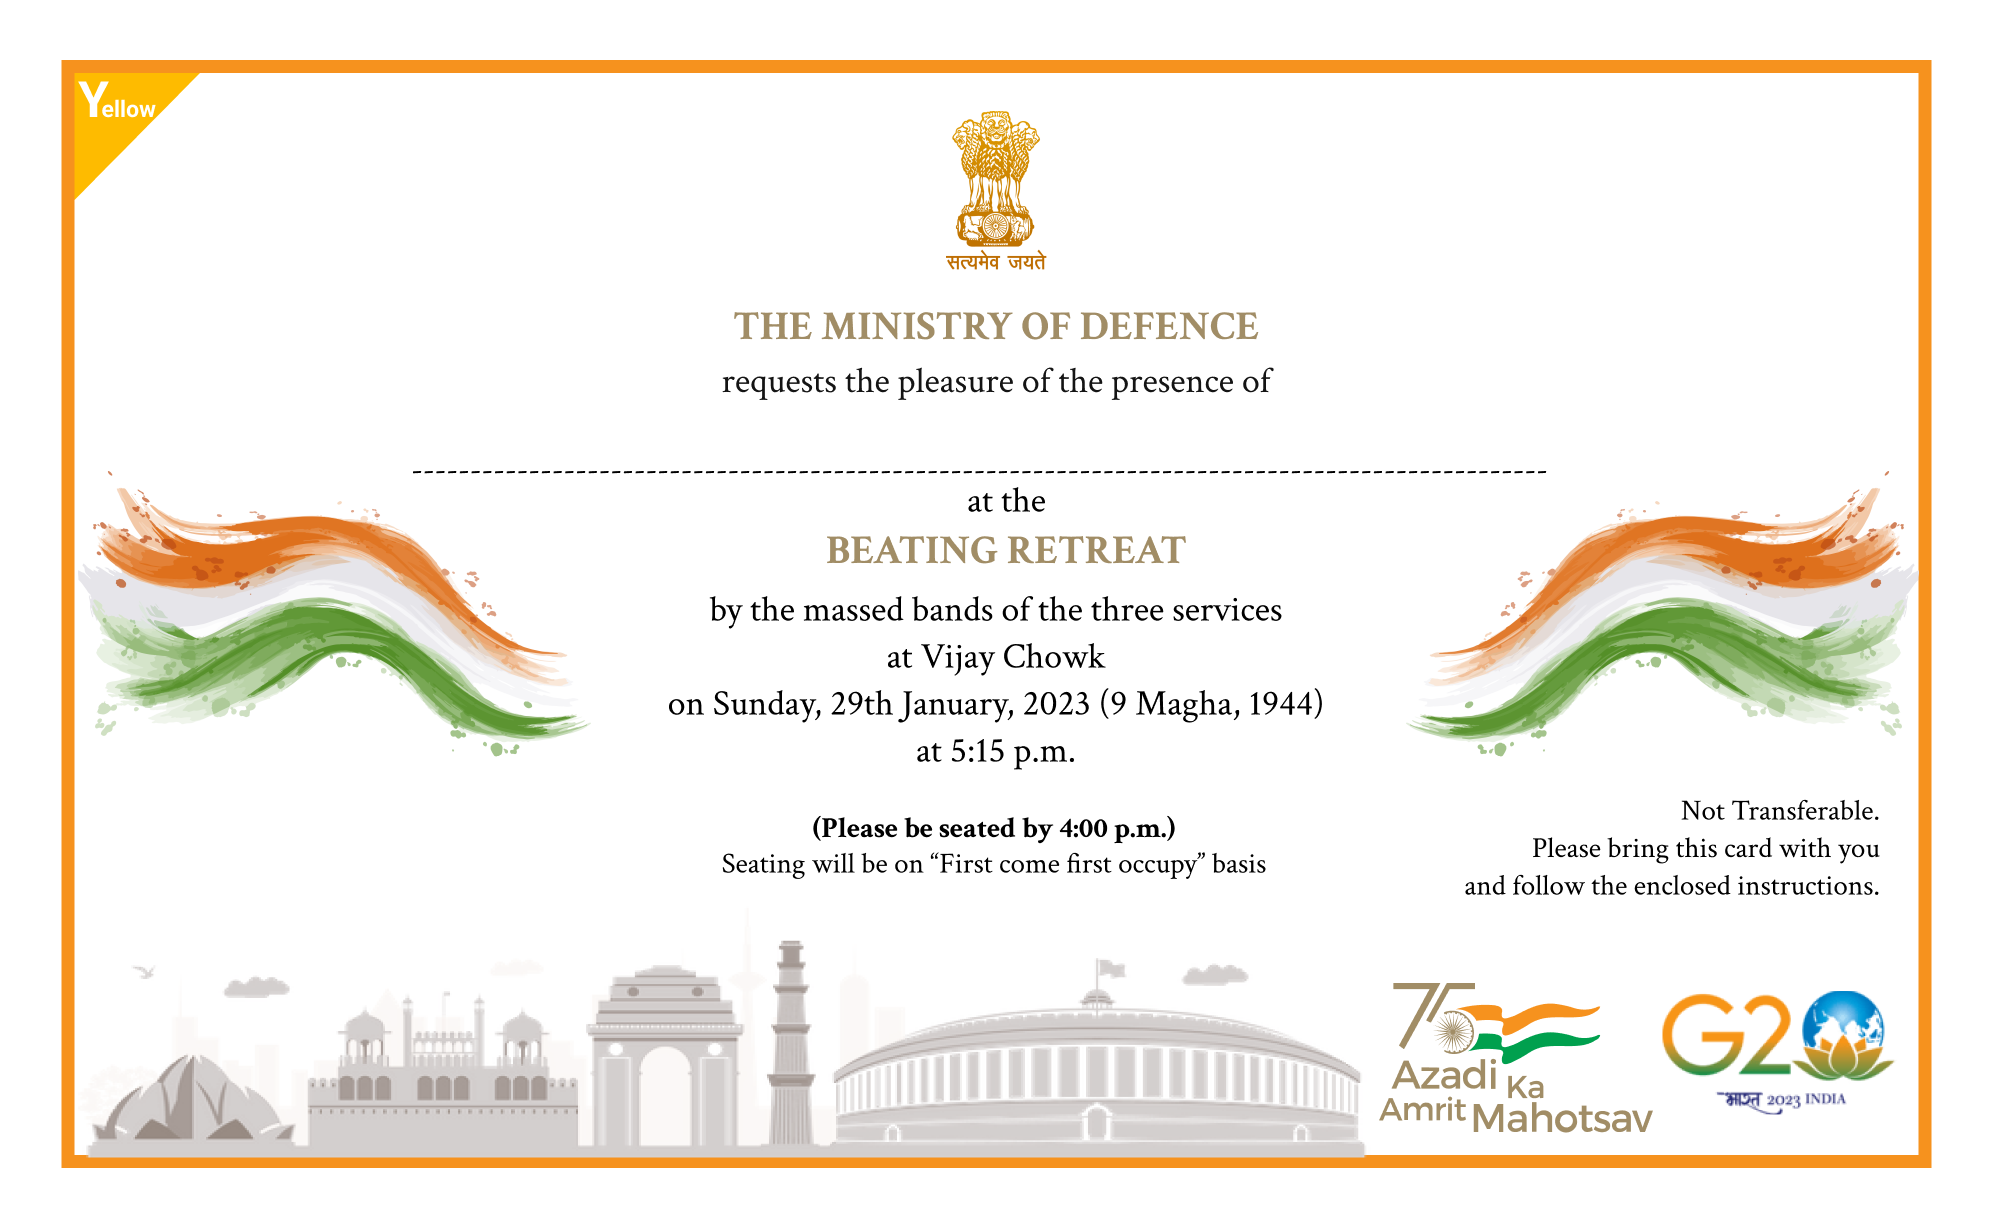 Yellow
सत्यमेव जयते
THE MINISTRY OF DEFENCE
requests the pleasure of the presence of
at the
BEATING RETREAT
by the massed bands of the three services
at Vijay Chowk
on Sunday, 29th January, 2023 (9 Magha, 1944)
at 5:15 p.m.
(Please be seated by 4:00 p.m.)
Seating will be on “First come first occupy” basis
Not Transferable.
Please bring this card with you
and follow the enclosed instructions.
75
Azadi Ka
Amrit Mahotsav
G20
भारत 2023 INDIA